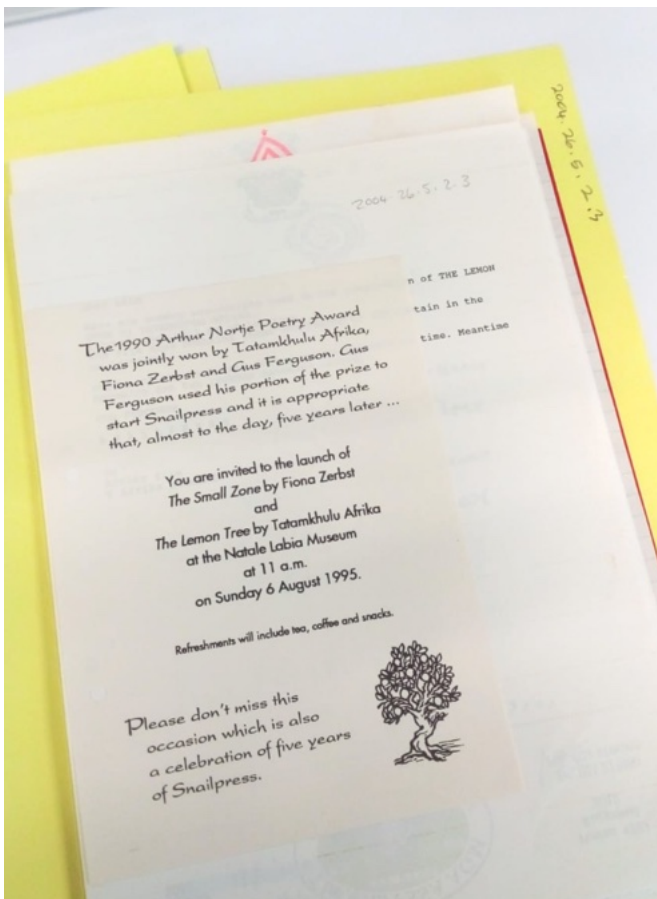 2004.26.5.2.3
2004.26.5.2.3
n of THE LEMON
tain in the
time. Meantime
The 1990 Arthur Nortje Poetry Award
was jointly won by Tatamkhulu Afrika,
Fiona Zerbst and Gus Ferguson. Gus
Ferguson used his portion of the prize to
start Snailpress and it is appropriate
that, almost to the day, five years later ...
You are invited to the launch of
The Small Zone by Fiona Zerbst
and
The Lemon Tree by Tatamkhulu Afrika
at the Natale Labia Museum
at 11 a.m.
on Sunday 6 August 1995.
Refreshments will include tea, coffee and snacks.
Please don't miss this
occasion which is also
a celebration of five years
of Snailpress.